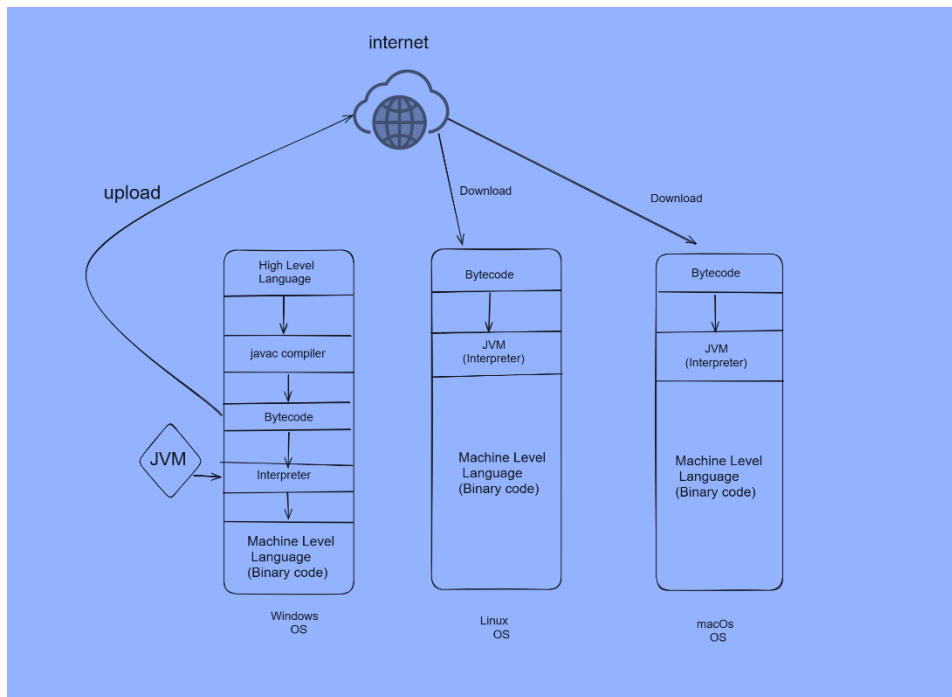 internet
upload
Download
Download
High Level
Language
javac compiler
Bytecode
JVM
Interpreter
Machine Level
Language
(Binary code)
Windows
OS
Bytecode
JVM
(Interpreter)
Machine Level
Language
(Binary code)
Linux
OS
Bytecode
JVM
(Interpreter)
Machine Level
Language
(Binary code)
macOs
OS